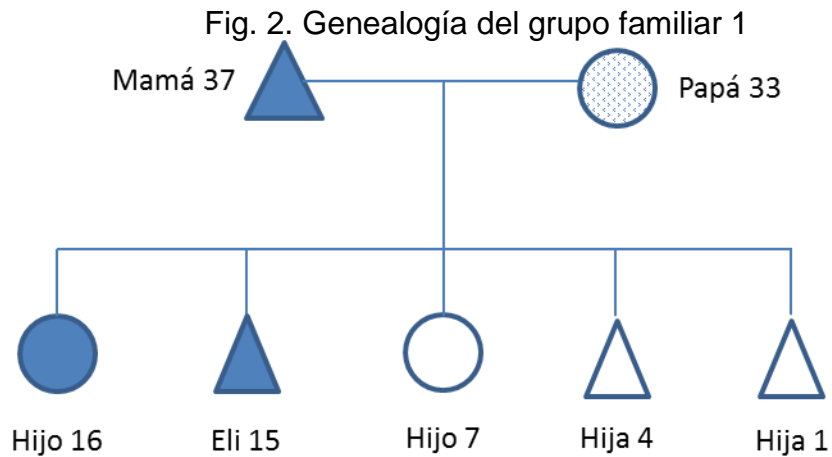 Fig. 2. Genealogía del grupo familiar 1
Mamá 37
Papá 33
Hijo 16
Eli 15
Hijo 7
Hija 4
Hija 1